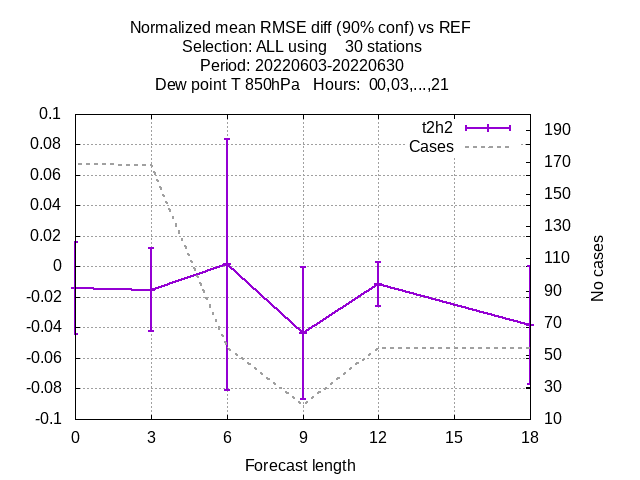 Normalized mean RMSE diff (90% conf) vs REF
Selection: ALL using    30 stations
Period: 20220603-20220630
Dew point T 850hPa   Hours:  00,03,...,21
t2h2
Cases
0.1
0.08
0.06
0.04
0.02
0
-0.02
-0.04
-0.06
-0.08
-0.1
190
170
150
130
110
90
70
50
30
10
No cases
0 3 6 9 12 15 18
Forecast length